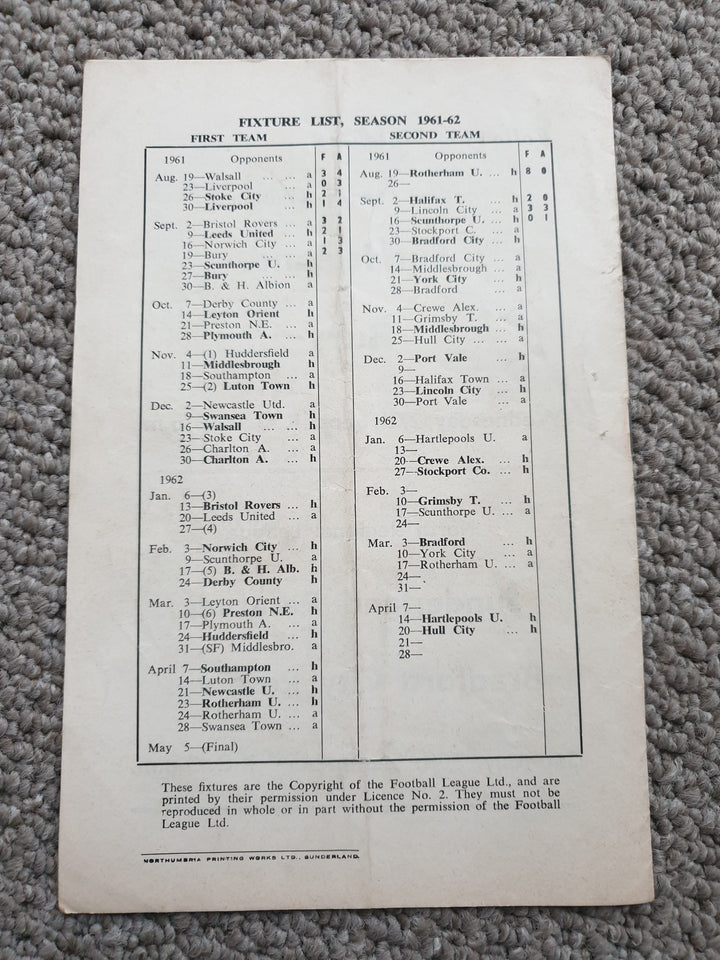 FIXTURE LIST, SEASON 1961-62
FIRST TEAM
1961 Opponents F A
Aug. 19—Walsall ... ... a 3 4
23—Liverpool ... a 0 3
26—Stoke City ... h 2 1
30—Liverpool ... h 1 4
Sept. 2—Bristol Rovers ... a 3 2
9—Leeds United ... h 2 1
16—Norwich City ... a 1 3
19—Bury ... ... a 2 3
23—Scunthorpe U. h
27—Bury ... ... h
30—B. & H. Albion a
Oct. 7—Derby County ... a
14—Leyton Orient ... h
21—Preston N.E. ... a
28—Plymouth A. ... h
Nov. 4—(1) Huddersfield a
11—Middlesbrough h
18—Southampton ... a
25—(2) Luton Town h
Dec. 2—Newcastle Utd. a
9—Swansea Town ... h
16—Walsall ... ... h
23—Stoke City ... a
26—Charlton A. ... a
30—Charlton A. ... h
1962
Jan. 6—(3)
13—Bristol Rovers ... h
20—Leeds United ... a
27—(4)
Feb. 3—Norwich City ... h
9—Scunthorpe U. a
17—(5) B. & H. Alb. h
24—Derby County h
Mar. 3—Leyton Orient ... a
10—(6) Preston N.E. h
17—Plymouth A. ... a
24—Huddersfield ... h
31—(SF) Middlesbro. a
April 7—Southampton ... h
14—Luton Town ... a
21—Newcastle U. ... h
23—Rotherham U. ... h
24—Rotherham U. ... a
28—Swansea Town ... a
May 5—(Final)
SECOND TEAM
1961 Opponents F A
Aug. 19—Rotherham U. ... h 8 0
26—
Sept. 2—Halifax T. ... h 2 0
9—Lincoln City ... a 3 3
16—Scunthorpe U. ... h 0 1
23—Stockport C. ... a
30—Bradford City ... h
Oct. 7—Bradford City ... a
14—Middlesbrough ... a
21—York City ... h
28—Bradford ... a
Nov. 4—Crewe Alex. ... a
11—Grimsby T. ... a
18—Middlesbrough ... h
25—Hull City ... ... a
Dec. 2—Port Vale ... h
9—
16—Halifax Town ... a
23—Lincoln City ... h
30—Port Vale ... a
1962
Jan. 6—Hartlepools U. a
13—
20—Crewe Alex. ... h
27—Stockport Co. ... h
Feb. 3—
10—Grimsby T. ... h
17—Scunthorpe U. ... a
24—
Mar. 3—Bradford ... h
10—York City ... a
17—Rotherham U. ... a
24—
31—
April 7—
14—Hartlepools U. h
20—Hull City ... h
21—
28—
These fixtures are the Copyright of the Football League Ltd., and are
printed by their permission under Licence No. 2. They must not be
reproduced in whole or in part without the permission of the Football
League Ltd.
NORTHUMBRIA PRINTING WORKS LTD., SUNDERLAND.